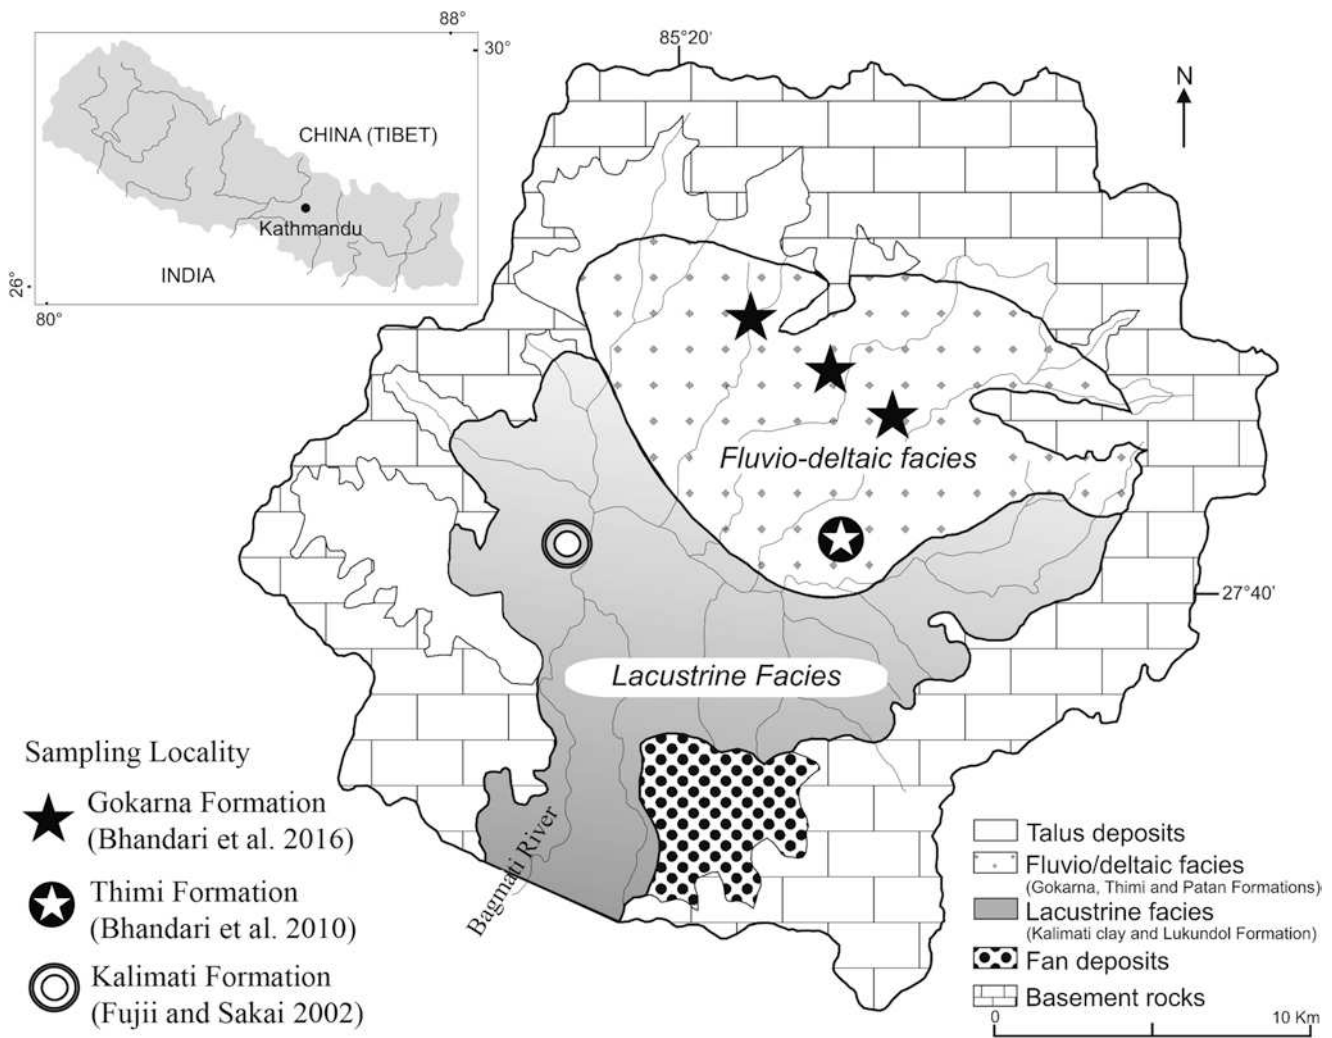 88°
30°
85°20'
N
CHINA (TIBET)
Kathmandu
INDIA
26°
80°
Fluvio-deltaic facies
27°40'
Lacustrine Facies
Bagmati River
Sampling Locality
Gokarna Formation
(Bhandari et al. 2016)
Thimi Formation
(Bhandari et al. 2010)
Kalimati Formation
(Fujii and Sakai 2002)
Talus deposits
Fluvio/deltaic facies
(Gokarna, Thimi and Patan Formations)
Lacustrine facies
(Kalimati clay and Lukundol Formation)
Fan deposits
Basement rocks
0
10 Km